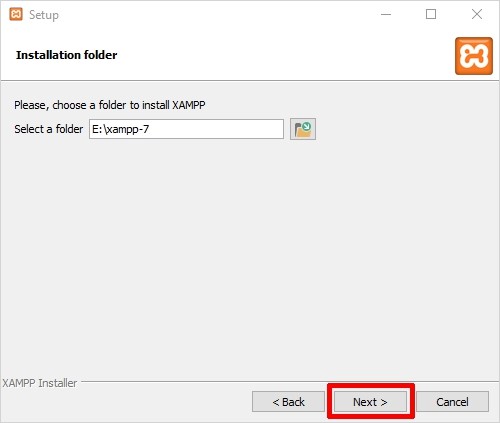 Setup
Installation folder
Please, choose a folder to install XAMPP
Select a folder E:\xampp-7
XAMPP Installer
< Back Next > Cancel